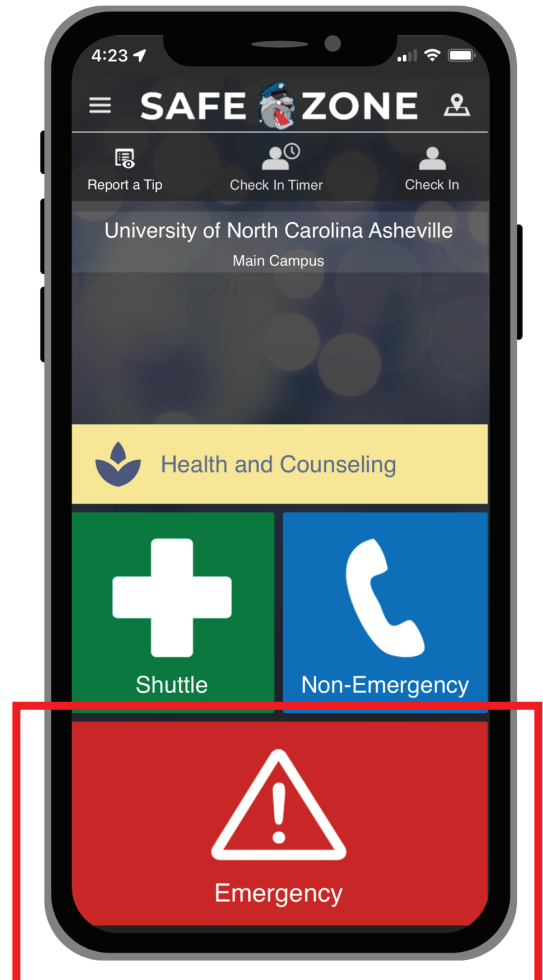 4:23
SAFE ZONE
Report a Tip
Check In Timer
Check In
University of North Carolina Asheville
Main Campus
Health and Counseling
Shuttle
Non-Emergency
Emergency